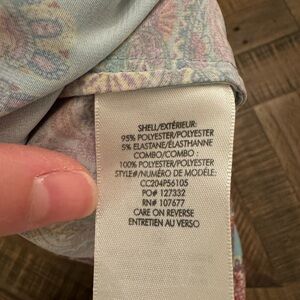 SHELL/EXTÉRIEUR:
95% POLYESTER/POLYESTER
5% ELASTANE/ÉLASTHANNE
COMBO/COMBO :
100% POLYESTER/POLYESTER
STYLE#/NUMÉRO DE MODÈLE:
CC204P56105
PO# 127332
RN# 107677
CARE ON REVERSE
ENTRETIEN AU VERSO